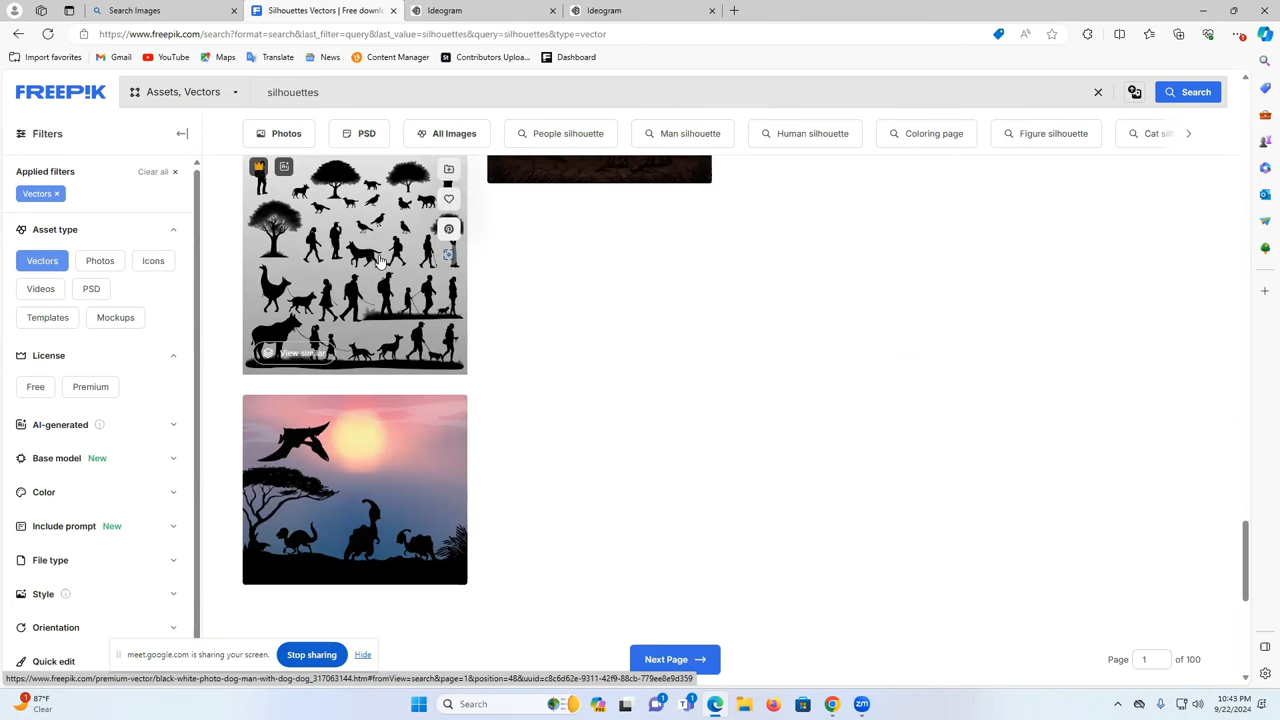 Search Images
Silhouettes Vectors | Free downl
Ideogram
Ideogram
https://www.freepik.com/search?format=search&last_filter=query&last_value=silhouettes&query=silhouettes&type=vector
Import favorites
Gmail
YouTube
Maps
Translate
News
Content Manager
Contributors Uploa...
Dashboard
FREEPIK
Assets, Vectors
silhouettes
Search
Filters
Photos
PSD
All Images
People silhouette
Man silhouette
Human silhouette
Coloring page
Figure silhouette
Cat silh
Applied filters
Clear all
Vectors
Asset type
Vectors
Photos
Icons
Videos
PSD
Templates
Mockups
License
Free
Premium
View similar
AI-generated
Base model New
Color
Include prompt New
File type
Style
Orientation
Quick edit
meet.google.com is sharing your screen.
Stop sharing
Hide
Next Page
Page 1 of 100
https://www.freepik.com/premium-vector/black-white-photo-dog-man-with-dog-dog_317063144.htm#fromView=search&page=1&position=48&uuid=c8c6d62e-9311-42f9-88cb-779ee8e9d359
87°F
Clear
Search
10:43 PM
9/22/2024